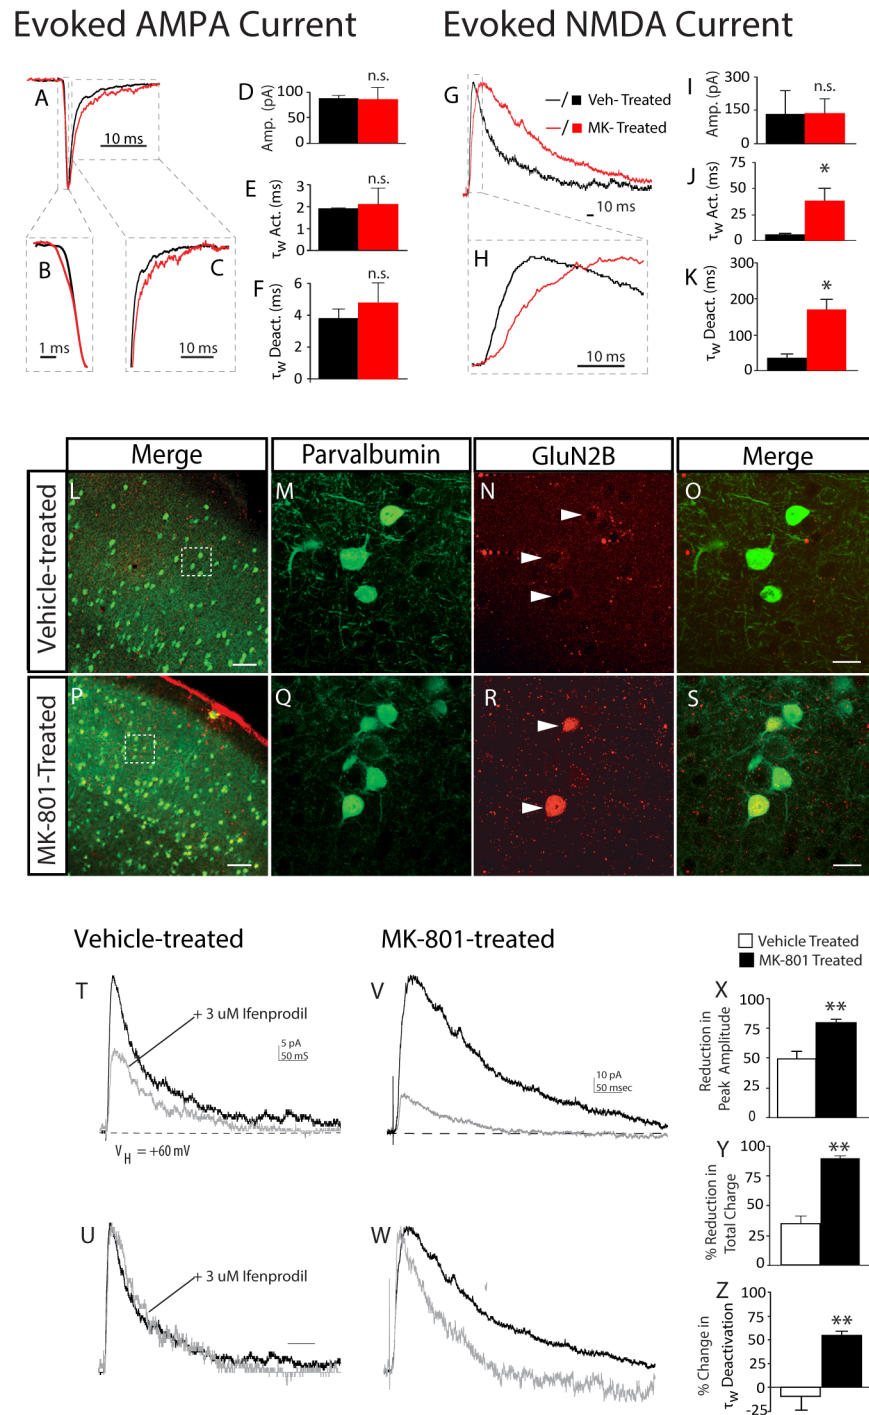 Evoked AMPA Current
Evoked NMDA Current
A
10 ms
B
1 ms
C
10 ms
D
Amp. (pA)
100
50
0
n.s.
E
τw Act. (ms)
3
2
1
0
n.s.
F
τw Deact. (ms)
6
4
2
0
n.s.
G
/ Veh- Treated
/ MK- Treated
10 ms
H
10 ms
I
Amp. (pA)
300
150
0
n.s.
J
τw Act. (ms)
75
50
25
0
*
K
τw Deact. (ms)
300
200
100
0
*
Merge
Parvalbumin
GluN2B
Merge
Vehicle-treated
L
M
N
O
MK-801-Treated
P
Q
R
S
Vehicle-treated
MK-801-treated
Vehicle Treated
MK-801 Treated
T
+ 3 uM Ifenprodil
5 pA
50 mS
VH = +60 mV
V
10 pA
50 msec
U
+ 3 uM Ifenprodil
W
X
Reduction in
Peak Amplitude
100
75
50
25
0
**
Y
% Reduction in
Total Charge
100
75
50
25
0
**
Z
% Change in
τw Deactivation
100
75
50
25
0
-25
**